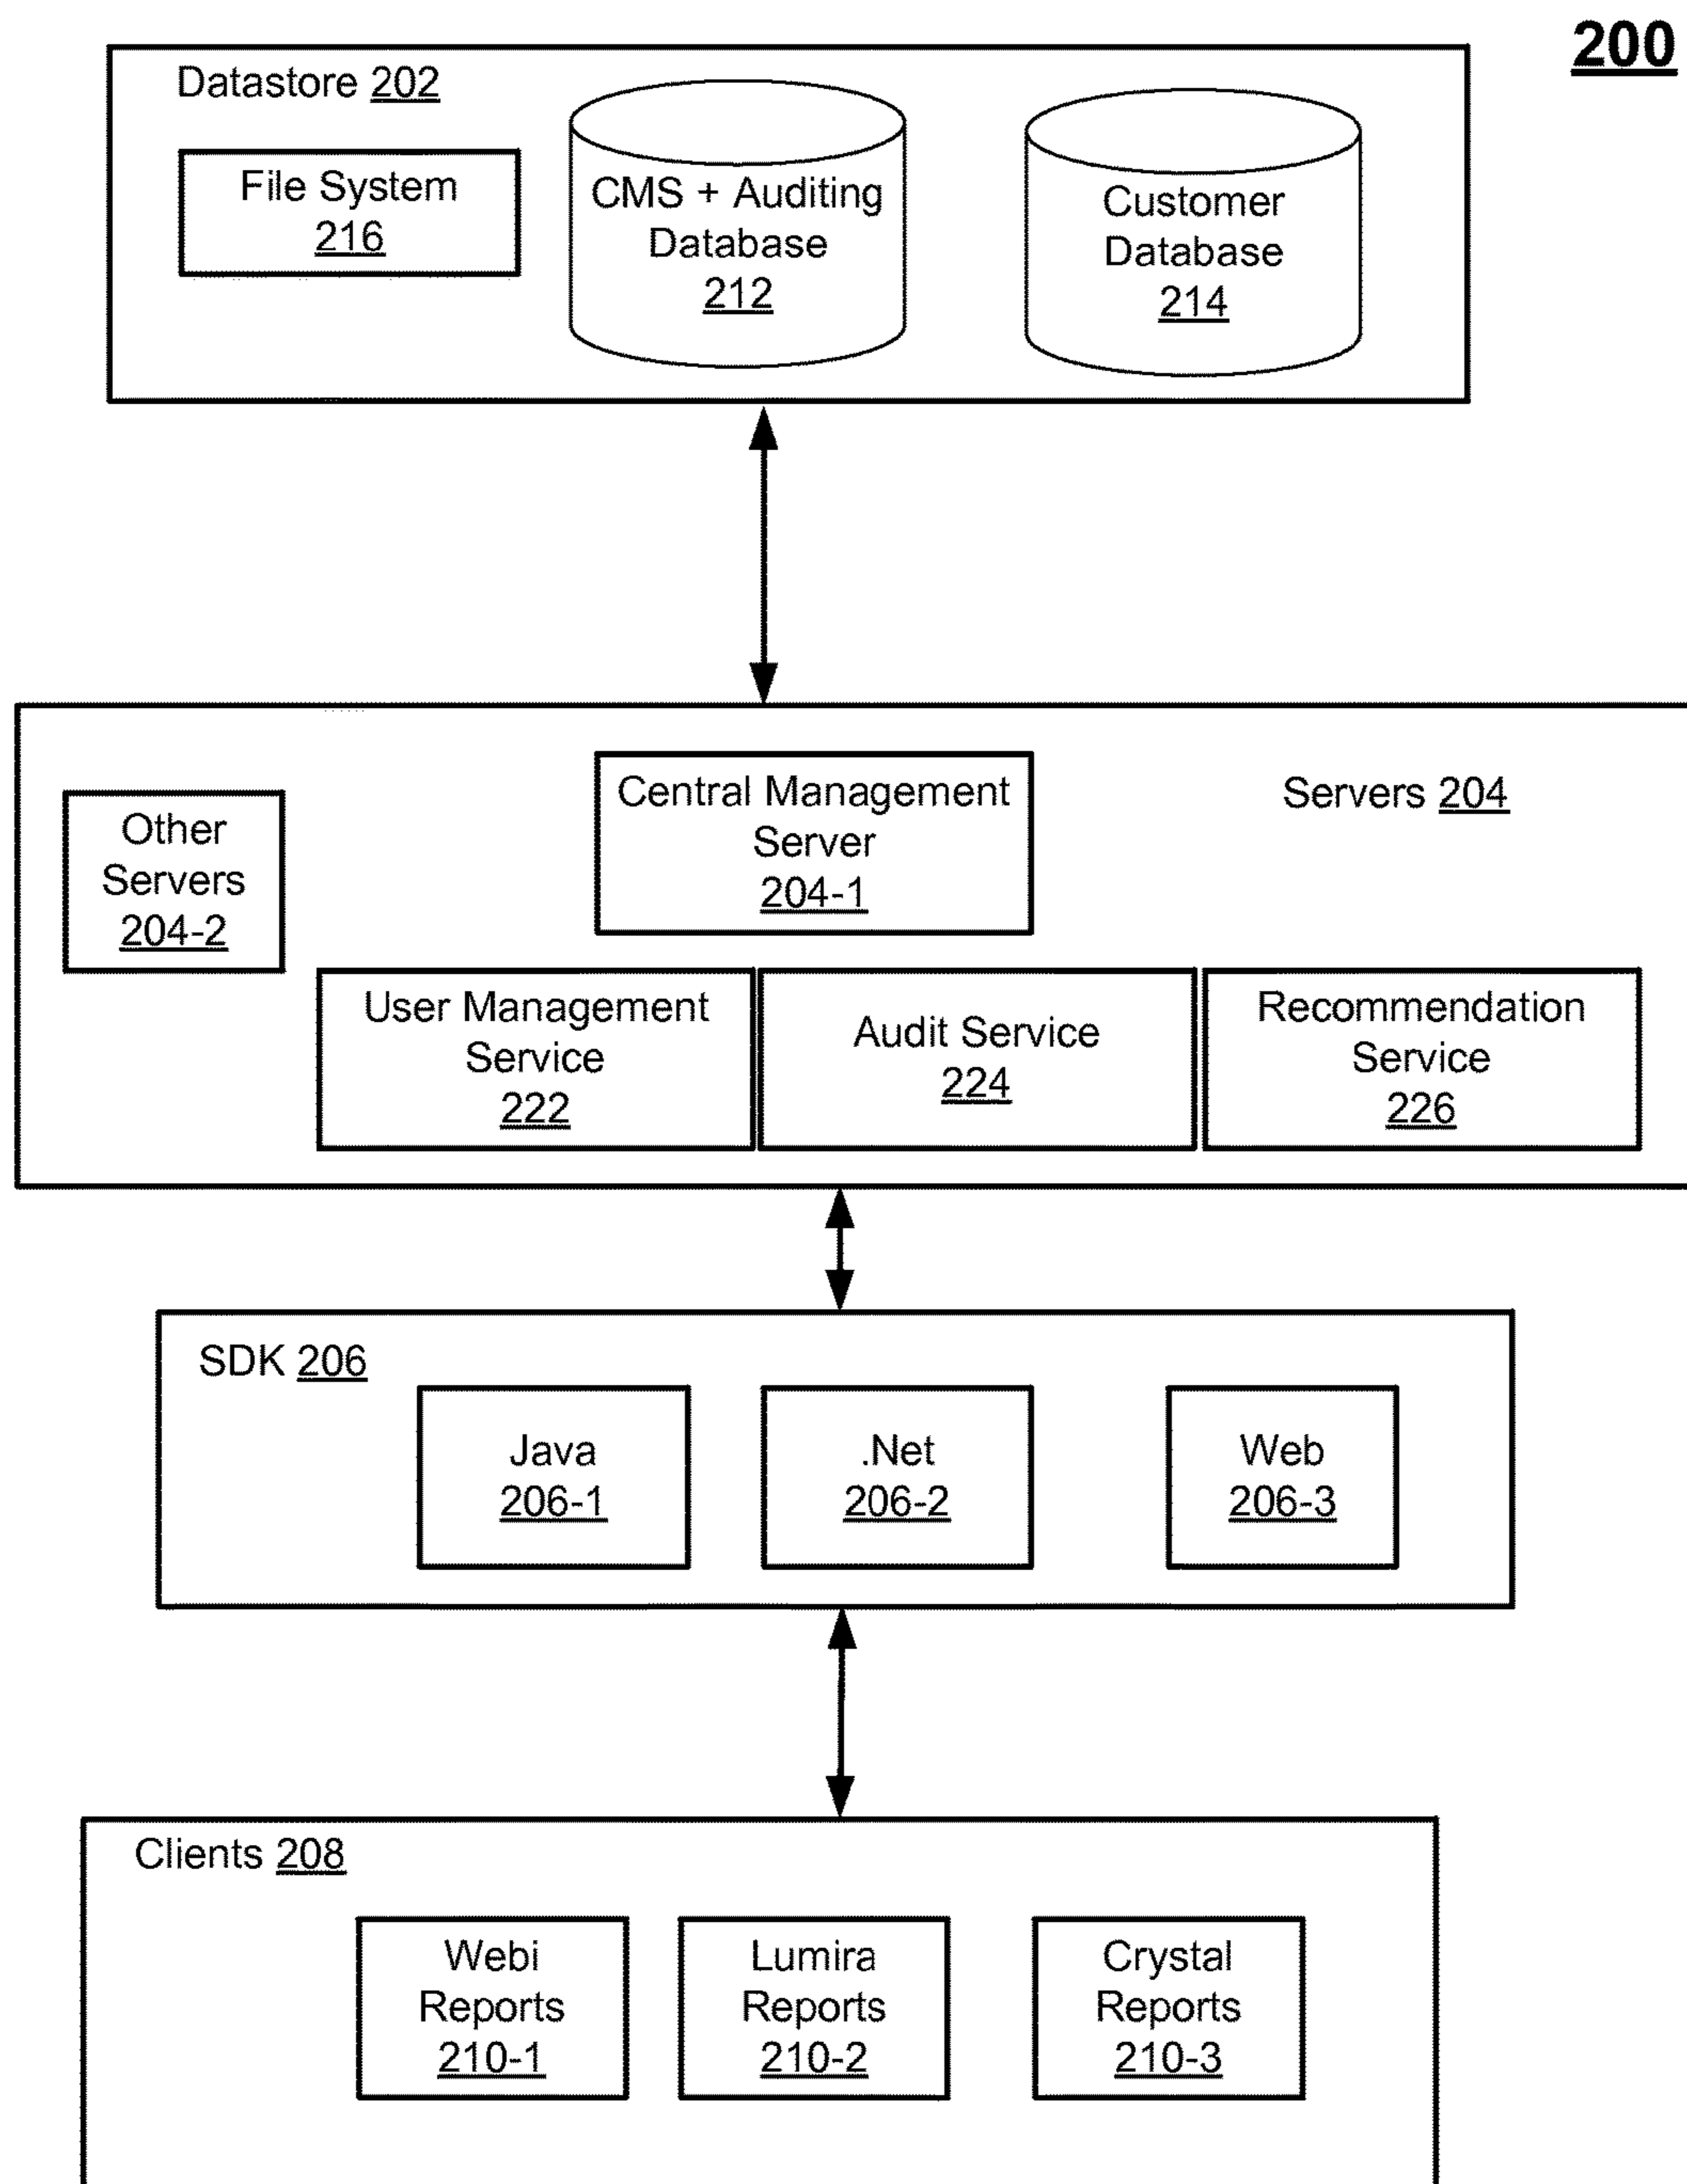 200
Datastore 202
File System
216
CMS + Auditing
Database
212
Customer
Database
214
Servers 204
Central Management
Server
204-1
Other
Servers
204-2
User Management
Service
222
Audit Service
224
Recommendation
Service
226
SDK 206
Java
206-1
.Net
206-2
Web
206-3
Clients 208
Webi
Reports
210-1
Lumira
Reports
210-2
Crystal
Reports
210-3